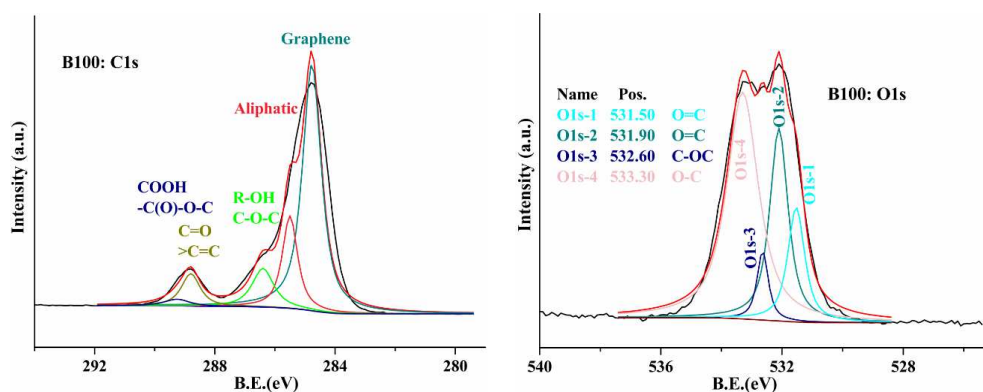 B100: C1s
Graphene
Aliphatic
COOH
-C(O)-O-C
R-OH
C-O-C
C=O
>C=C
Intensity (a.u.)
292 288 284 280
B.E.(eV)
B100: O1s
Name Pos.
O1s-1 531.50 O=C
O1s-2 531.90 O=C
O1s-3 532.60 C-OC
O1s-4 533.30 O-C
O1s-4
O1s-3
O1s-2
O1s-1
Intensity (a.u.)
540 536 532 528
B.E.(eV)